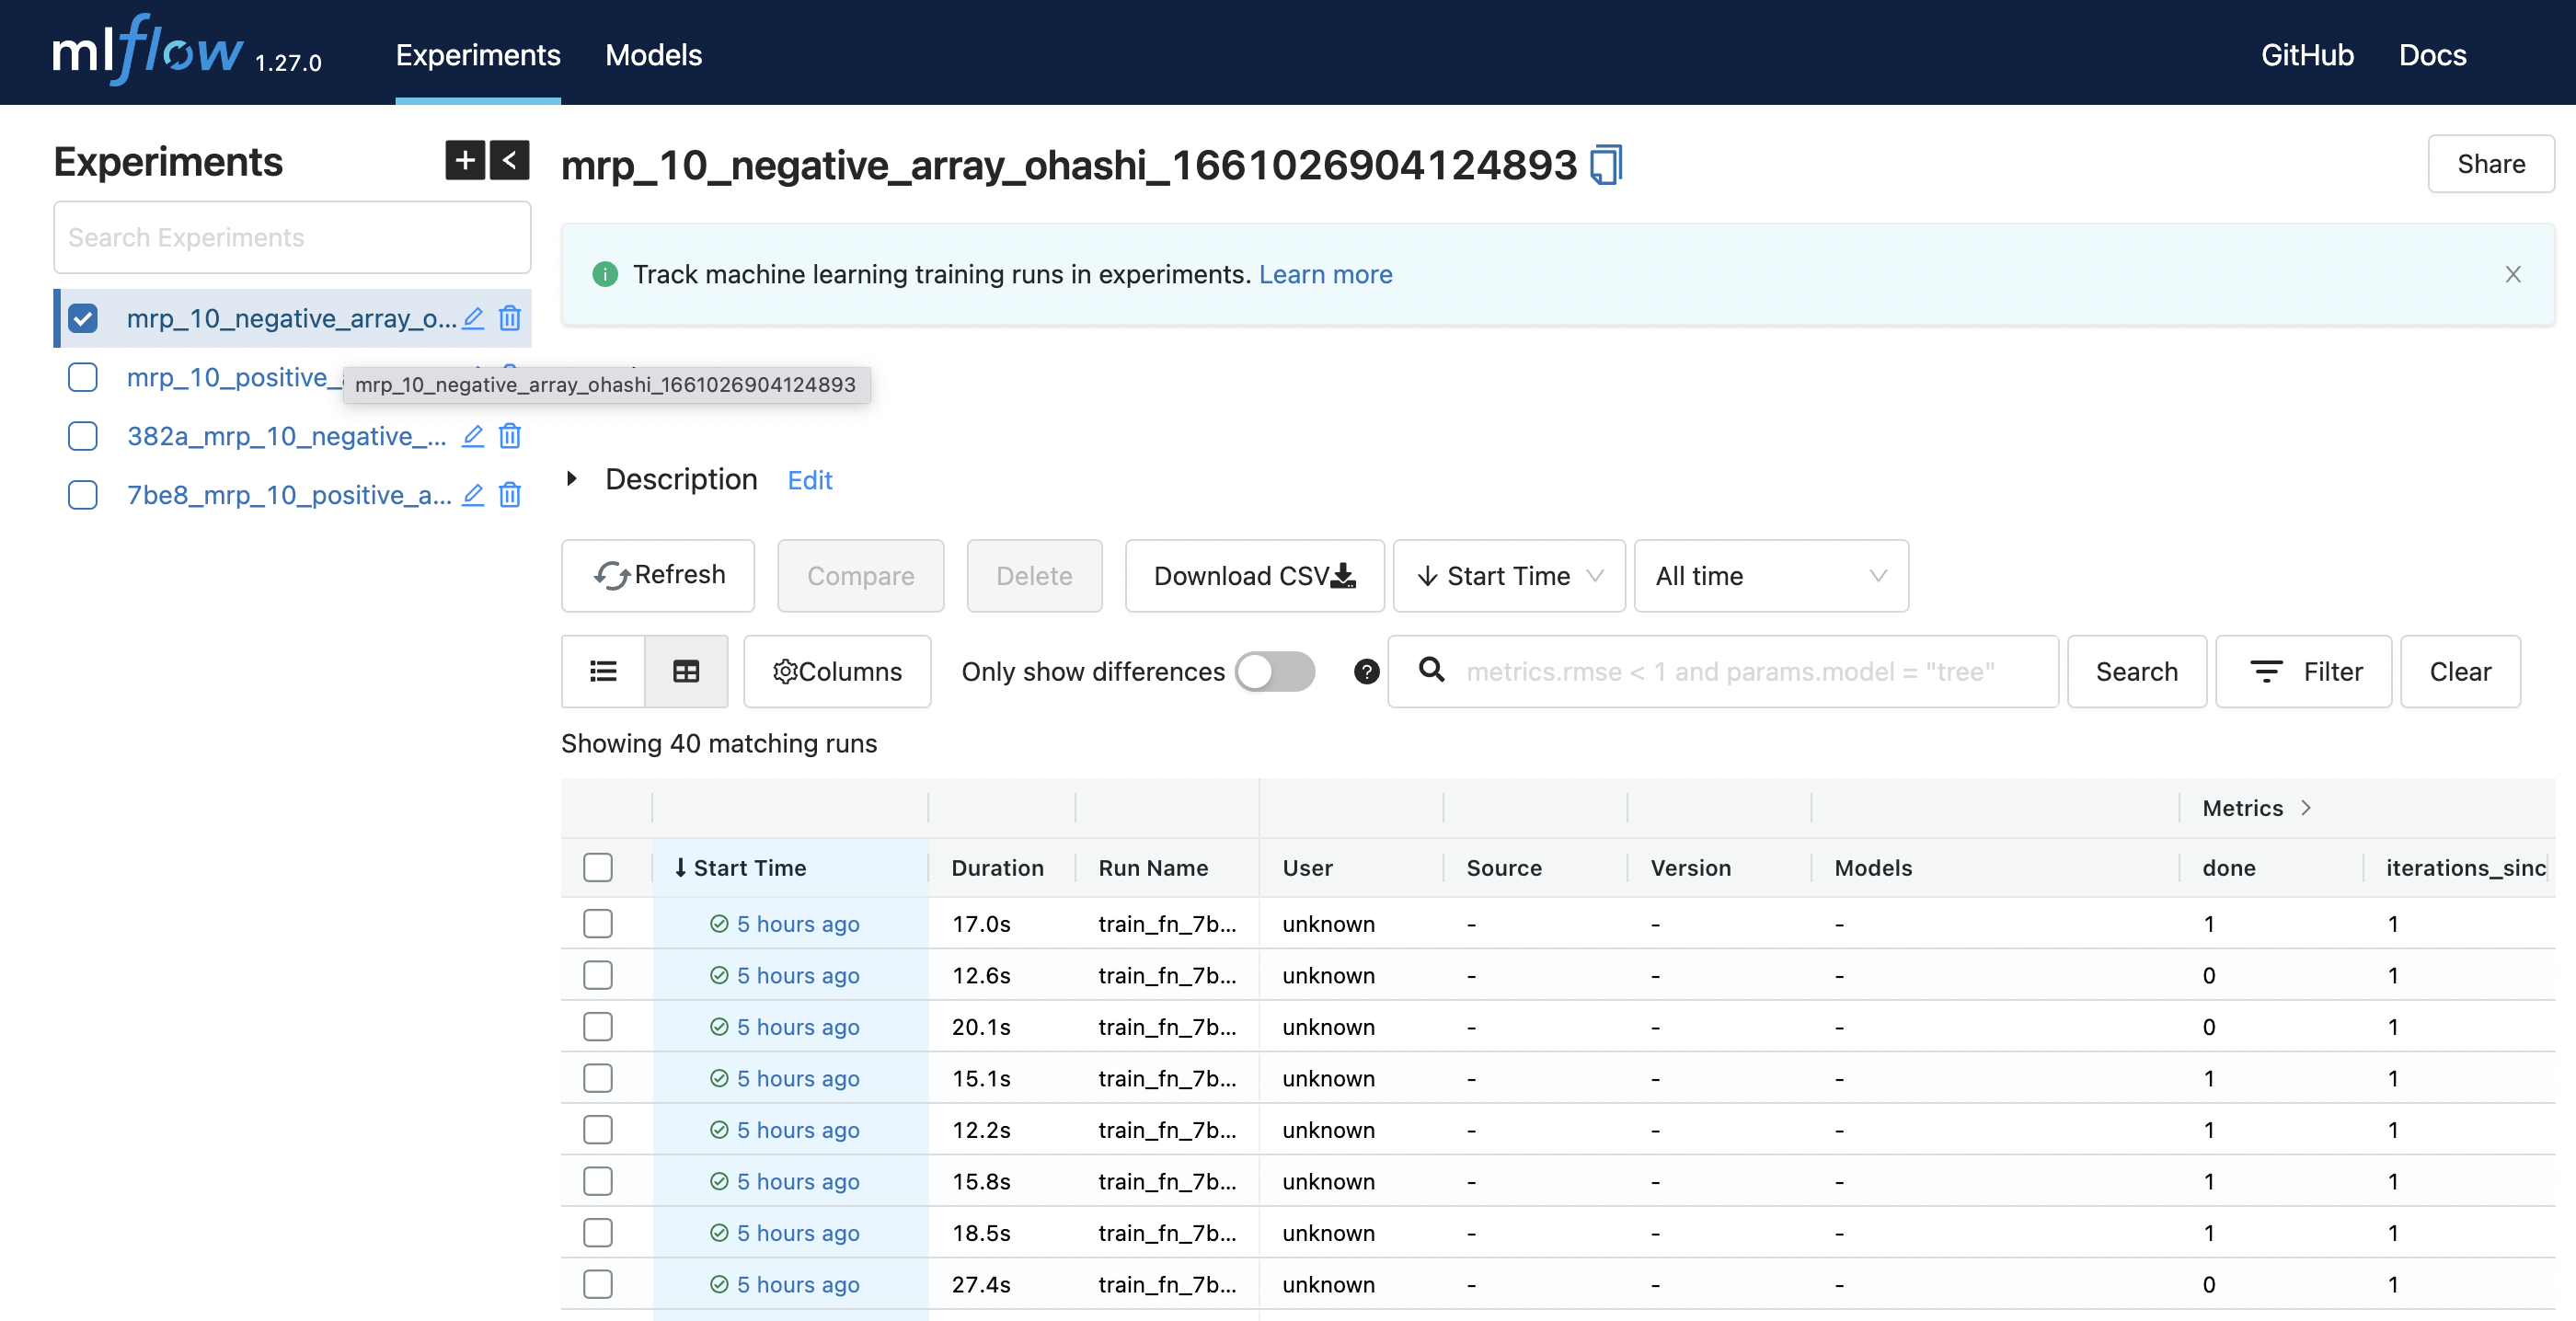 mlflow 1.27.0 Experiments Models GitHub Docs
Experiments
Search Experiments
mrp_10_negative_array_o...
mrp_10_positive_
382a_mrp_10_negative_...
7be8_mrp_10_positive_a...
mrp_10_negative_array_ohashi_1661026904124893
mrp_10_negative_array_ohashi_1661026904124893
Share
Track machine learning training runs in experiments. Learn more
Description Edit
Refresh Compare Delete Download CSV Start Time All time
Columns Only show differences metrics.rmse < 1 and params.model = "tree" Search Filter Clear
Showing 40 matching runs
Metrics
Start Time Duration Run Name User Source Version Models done iterations_sinc
5 hours ago 17.0s train_fn_7b... unknown - - - 1 1
5 hours ago 12.6s train_fn_7b... unknown - - - 0 1
5 hours ago 20.1s train_fn_7b... unknown - - - 0 1
5 hours ago 15.1s train_fn_7b... unknown - - - 1 1
5 hours ago 12.2s train_fn_7b... unknown - - - 1 1
5 hours ago 15.8s train_fn_7b... unknown - - - 1 1
5 hours ago 18.5s train_fn_7b... unknown - - - 1 1
5 hours ago 27.4s train_fn_7b... unknown - - - 0 1